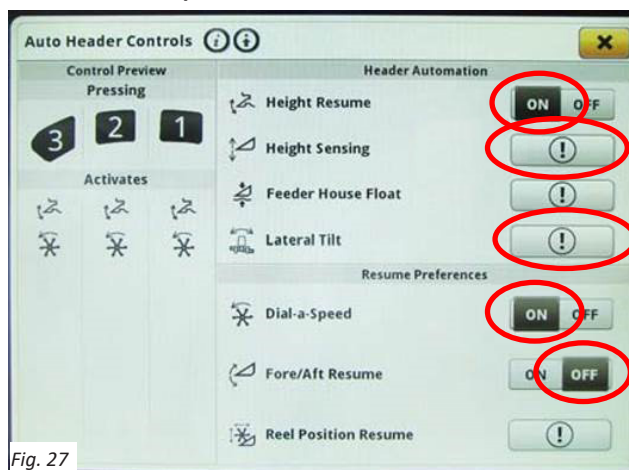 Auto Header Controls
Control Preview
Pressing
3 2 1
Activates
Header Automation
Height Resume ON OFF
Height Sensing !
Feeder House Float !
Lateral Tilt !
Resume Preferences
Dial-a-Speed ON OFF
Fore/Aft Resume ON OFF
Reel Position Resume !
Fig. 27